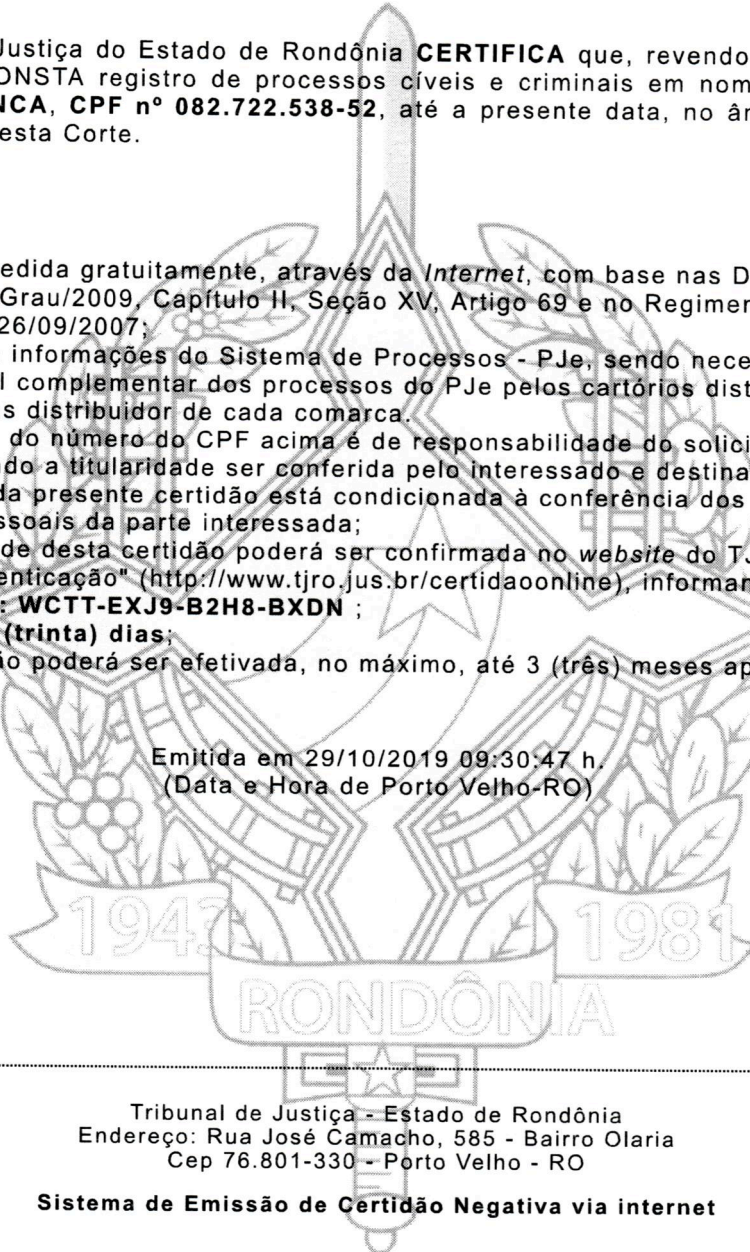 Justiça do Estado de Rondônia CERTIFICA que, revendo
ONSTA registro de processos cíveis e criminais em nom
NCA, CPF nº 082.722.538-52, até a presente data, no âr
esta Corte.
edida gratuitamente, através da Internet, com base nas D
Grau/2009, Capítulo II, Seção XV, Artigo 69 e no Regimer
26/09/2007;
informações do Sistema de Processos - PJe, sendo nece
l complementar dos processos do PJe pelos cartórios dist
s distribuidor de cada comarca.
do número do CPF acima é de responsabilidade do solici
ndo a titularidade ser conferida pelo interessado e destina
da presente certidão está condicionada à conferência dos
ssoais da parte interessada;
de desta certidão poderá ser confirmada no website do TJ
enticação" (http://www.tjro.jus.br/certidaoonline), informar
: WCTT-EXJ9-B2H8-BXDN ;
(trinta) dias;
ão poderá ser efetivada, no máximo, até 3 (três) meses ap
Emitida em 29/10/2019 09:30:47 h.
(Data e Hora de Porto Velho-RO)
1943
1981
RONDÔNIA
Tribunal de Justiça - Estado de Rondônia
Endereço: Rua José Camacho, 585 - Bairro Olaria
Cep 76.801-330 - Porto Velho - RO
Sistema de Emissão de Certidão Negativa via internet